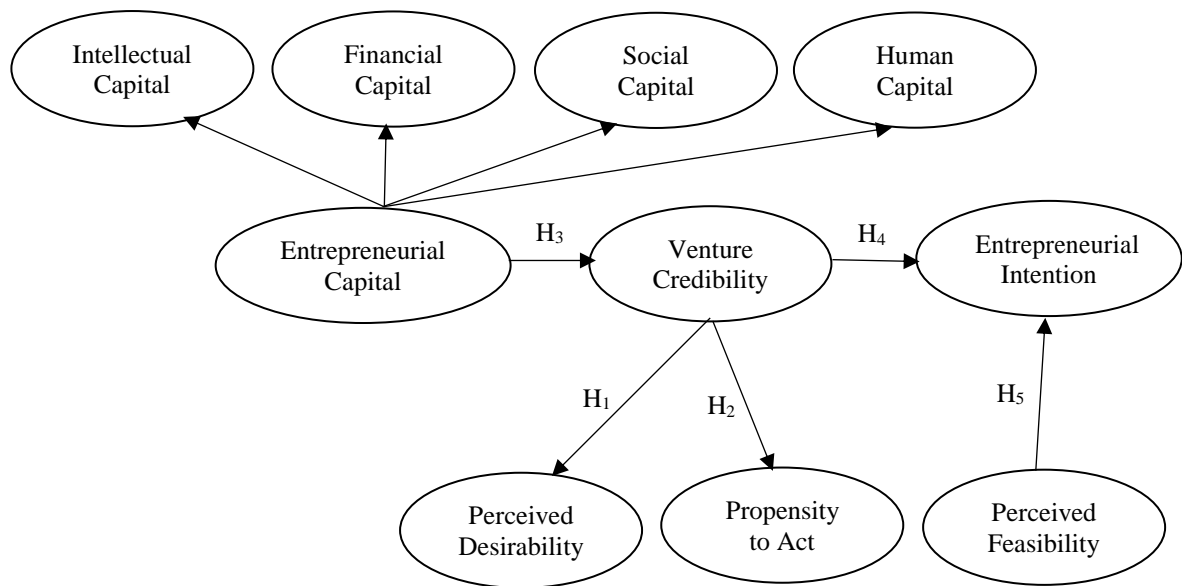 Intellectual
Capital
Financial
Capital
Social
Capital
Human
Capital
Entrepreneurial
Capital
H3
Venture
Credibility
H4
Entrepreneurial
Intention
H1
H2
H5
Perceived
Desirability
Propensity
to Act
Perceived
Feasibility